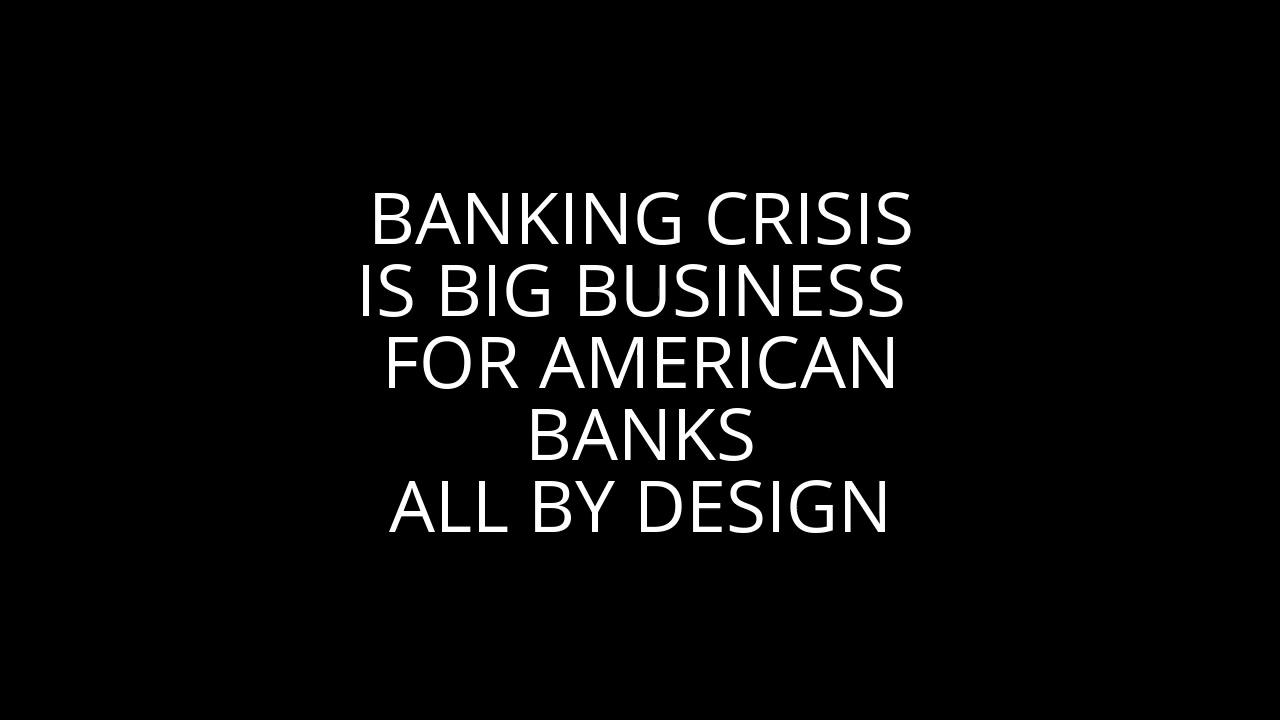 BANKING CRISIS
IS BIG BUSINESS
FOR AMERICAN
BANKS
ALL BY DESIGN